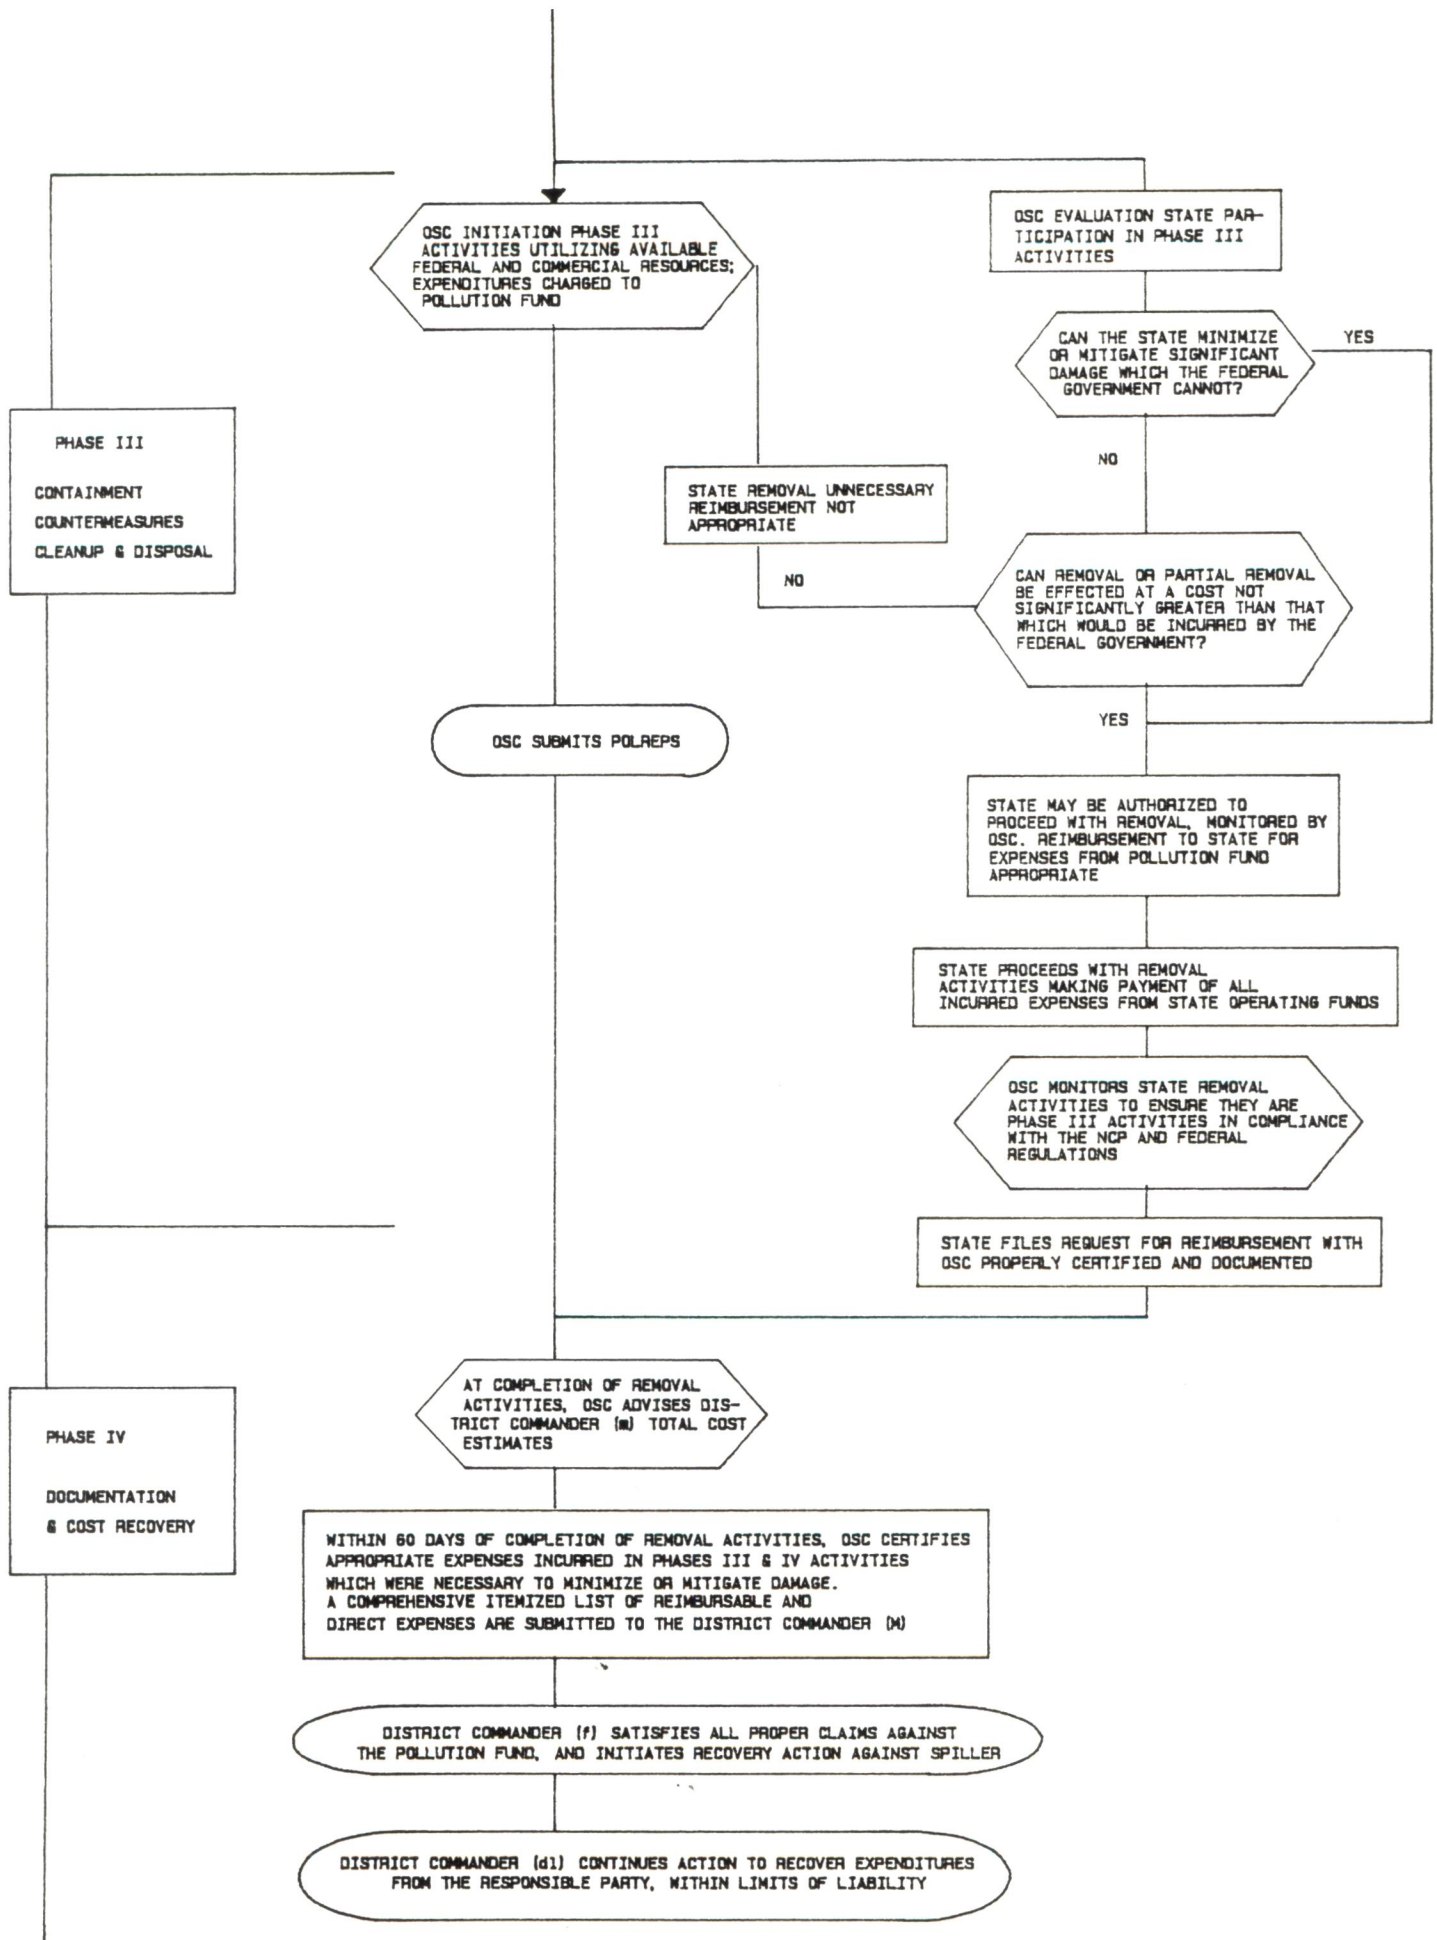 OSC INITIATION PHASE III
ACTIVITIES UTILIZING AVAILABLE
FEDERAL AND COMMERCIAL RESOURCES;
EXPENDITURES CHARGED TO
POLLUTION FUND
OSC EVALUATION STATE PAR-
TICIPATION IN PHASE III
ACTIVITIES
CAN THE STATE MINIMIZE
OR MITIGATE SIGNIFICANT
DAMAGE WHICH THE FEDERAL
GOVERNMENT CANNOT?
YES
NO
PHASE III
CONTAINMENT
COUNTERMEASURES
CLEANUP & DISPOSAL
STATE REMOVAL UNNECESSARY
REIMBURSEMENT NOT
APPROPRIATE
NO
CAN REMOVAL OR PARTIAL REMOVAL
BE EFFECTED AT A COST NOT
SIGNIFICANTLY GREATER THAN THAT
WHICH WOULD BE INCURRED BY THE
FEDERAL GOVERNMENT?
YES
OSC SUBMITS POLREPS
STATE MAY BE AUTHORIZED TO
PROCEED WITH REMOVAL, MONITORED BY
OSC. REIMBURSEMENT TO STATE FOR
EXPENSES FROM POLLUTION FUND
APPROPRIATE
STATE PROCEEDS WITH REMOVAL
ACTIVITIES MAKING PAYMENT OF ALL
INCURRED EXPENSES FROM STATE OPERATING FUNDS
OSC MONITORS STATE REMOVAL
ACTIVITIES TO ENSURE THEY ARE
PHASE III ACTIVITIES IN COMPLIANCE
WITH THE NCP AND FEDERAL
REGULATIONS
STATE FILES REQUEST FOR REIMBURSEMENT WITH
OSC PROPERLY CERTIFIED AND DOCUMENTED
AT COMPLETION OF REMOVAL
ACTIVITIES, OSC ADVISES DIS-
TRICT COMMANDER (m) TOTAL COST
ESTIMATES
PHASE IV
DOCUMENTATION
& COST RECOVERY
WITHIN 60 DAYS OF COMPLETION OF REMOVAL ACTIVITIES, OSC CERTIFIES
APPROPRIATE EXPENSES INCURRED IN PHASES III & IV ACTIVITIES
WHICH WERE NECESSARY TO MINIMIZE OR MITIGATE DAMAGE.
A COMPREHENSIVE ITEMIZED LIST OF REIMBURSABLE AND
DIRECT EXPENSES ARE SUBMITTED TO THE DISTRICT COMMANDER (M)
DISTRICT COMMANDER (f) SATISFIES ALL PROPER CLAIMS AGAINST
THE POLLUTION FUND, AND INITIATES RECOVERY ACTION AGAINST SPILLER
DISTRICT COMMANDER (dl) CONTINUES ACTION TO RECOVER EXPENDITURES
FROM THE RESPONSIBLE PARTY, WITHIN LIMITS OF LIABILITY